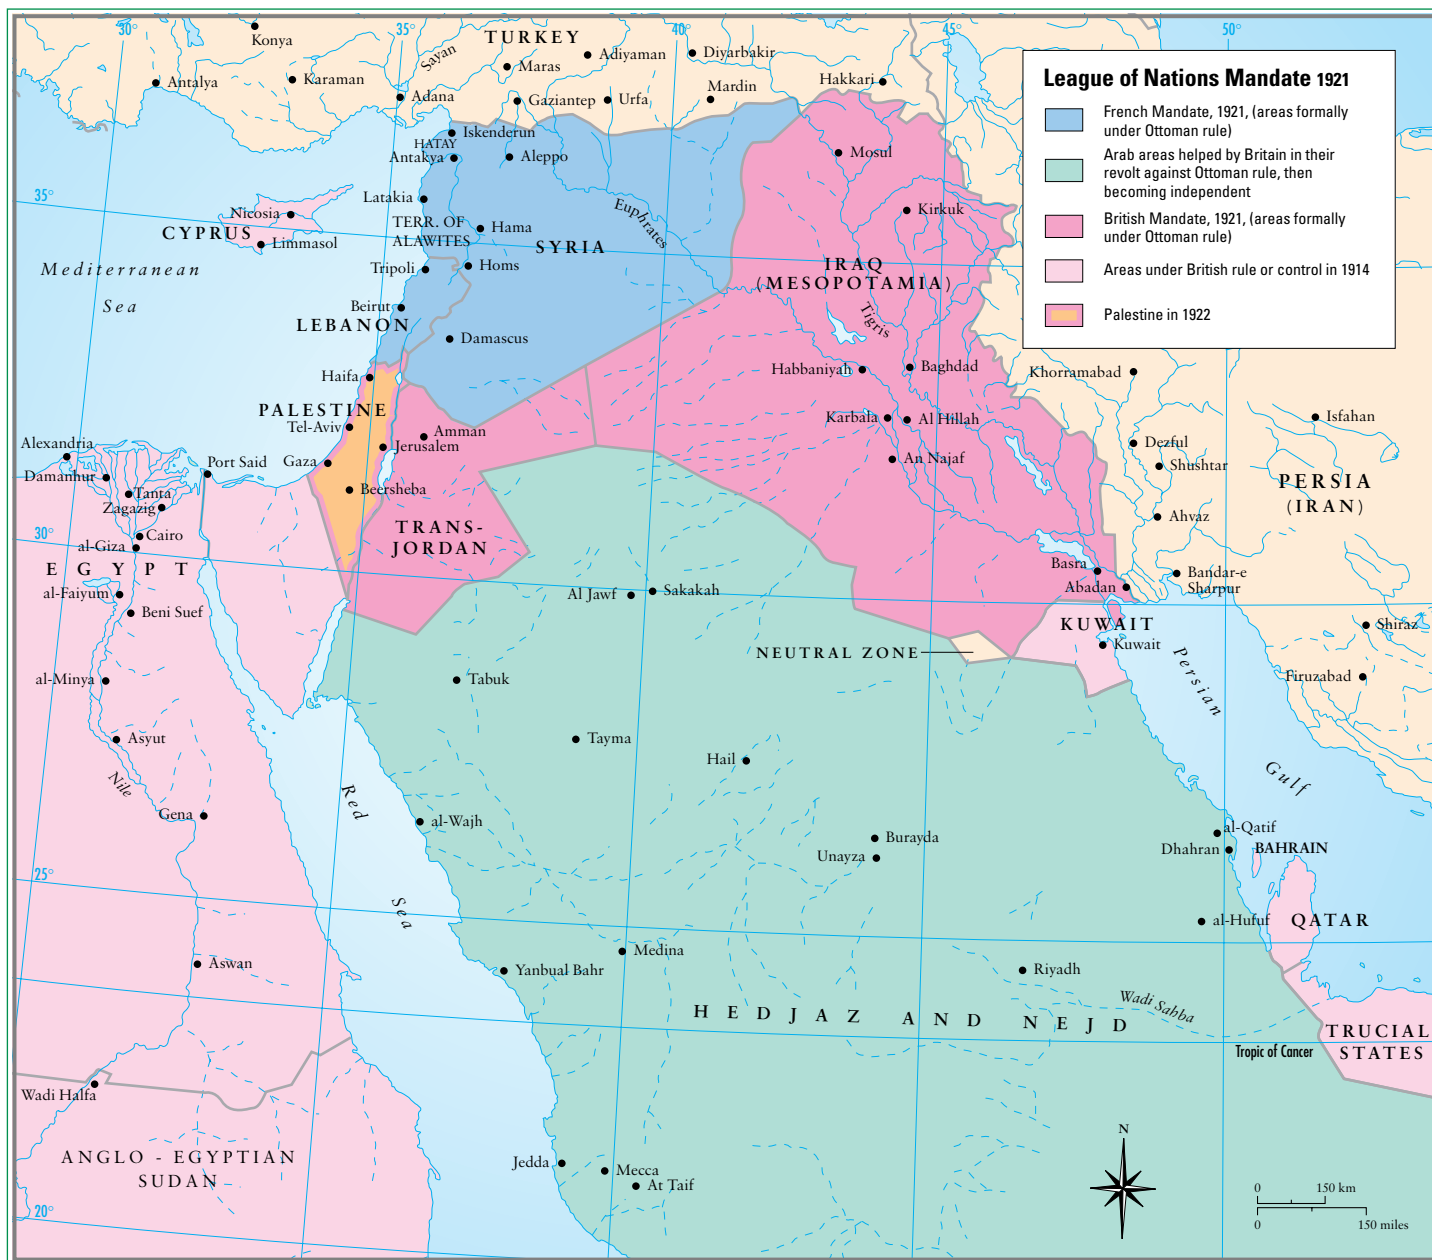 30°
35°
40°
45°
50°
Konya
TURKEY
Sayan
Adiyaman
Diyarbakir
Antalya
Karaman
Maras
Adana
Gaziantep
Urfa
Mardin
Hakkari
League of Nations Mandate 1921
French Mandate, 1921, (areas formally
under Ottoman rule)
Arab areas helped by Britain in their
revolt against Ottoman rule, then
becoming independent
British Mandate, 1921, (areas formally
under Ottoman rule)
Areas under British rule or control in 1914
Palestine in 1922
Iskenderun
HATAY
Antakya
Aleppo
Mosul
35°
Latakia
Nicosia
CYPRUS
Limmasol
TERR. OF
ALAWITES
Hama
Euphrates
SYRIA
Kirkuk
Mediterranean
Sea
Tripoli
Homs
IRAQ
(MESOPOTAMIA)
Beirut
LEBANON
Damascus
Tigris
Haifa
Habbaniyah
Baghdad
Khorramabad
PALESTINE
Tel-Aviv
Amman
Jerusalem
Karbala
Al Hillah
Isfahan
Alexandria
Damanhur
Port Said
Gaza
An Najaf
Dezful
Shushtar
Tanta
Zagazig
Beersheba
PERSIA
(IRAN)
Cairo
al-Giza
TRANS-
JORDAN
Ahvaz
30°
EGYPT
al-Faiyum
Beni Suef
Al Jawf
Sakakah
Basra
Abadan
Bandar-e
Sharpur
KUWAIT
Kuwait
Shiraz
NEUTRAL ZONE
al-Minya
Tabuk
Persian
Gulf
Firuzabad
Asyut
Tayma
Hail
Nile
Gena
Red
Sea
al-Wajh
Burayda
Unayza
al-Qatif
Dhahran
BAHRAIN
25°
al-Hufuf
QATAR
Aswan
Medina
Yanbual Bahr
Riyadh
Wadi Sahba
HEDJAZ AND NEJD
TRUCIAL
STATES
Tropic of Cancer
Wadi Halfa
N
ANGLO - EGYPTIAN
SUDAN
Jedda
Mecca
At Taif
20°
0
150 km
0
150 miles